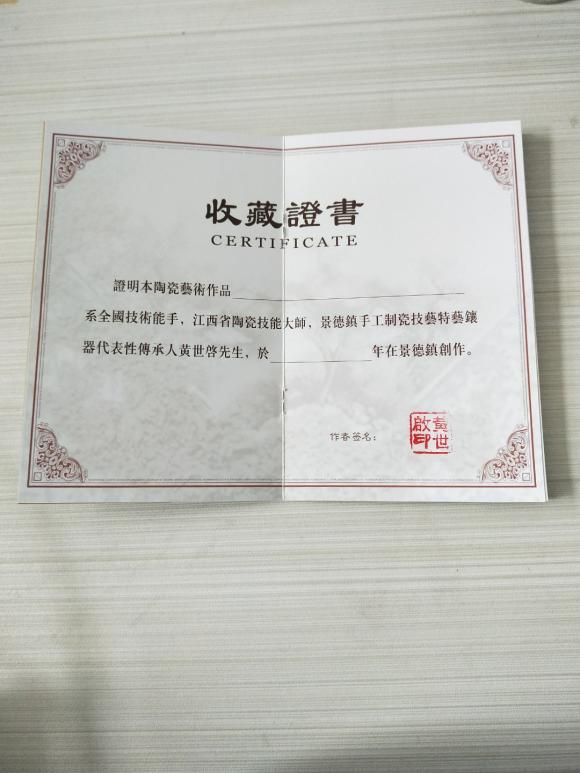 收藏證書
CERTIFICATE
證明本陶瓷藝術作品
系全國技術能手，江西省陶瓷技能大師，景德鎮手工制瓷技藝特藝鑲
器代表性傳承人黃世啓先生，於 年在景德鎮創作。
作者签名：
黃世啟印